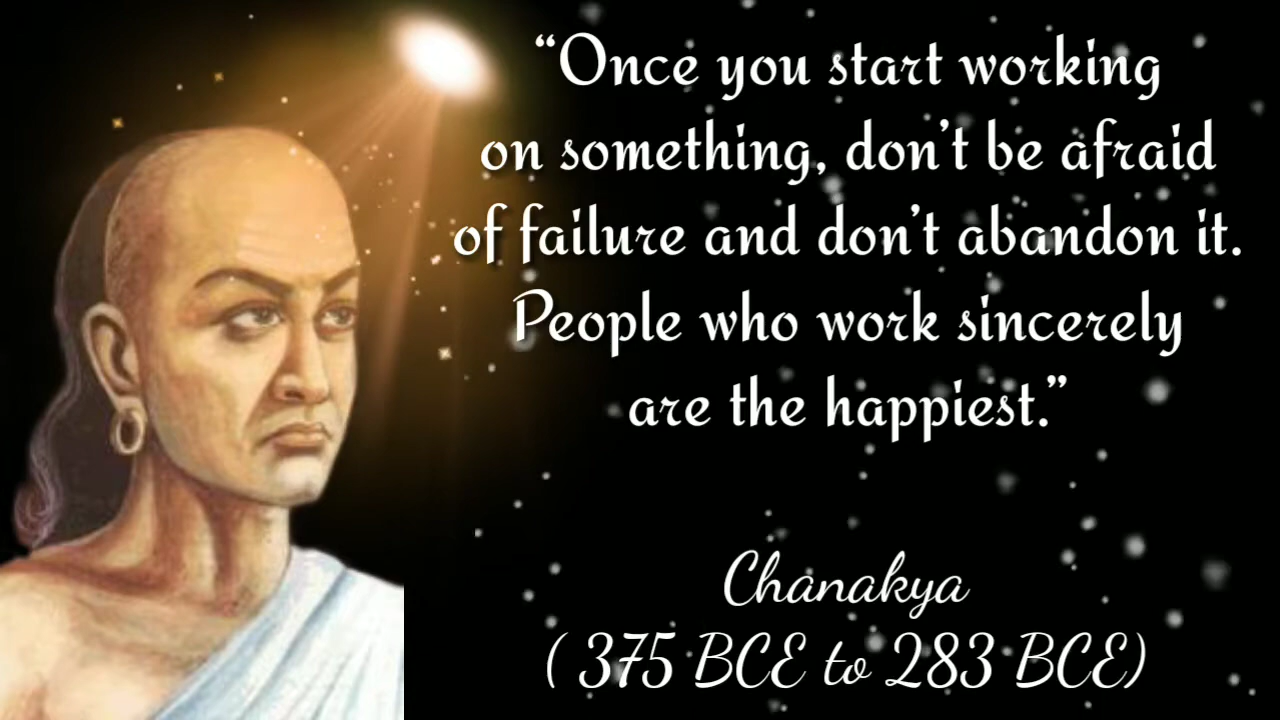 “Once you start working
on something, don’t be afraid
of failure and don’t abandon it.
People who work sincerely
are the happiest.”
Chanakya
( 375 BCE to 283 BCE)